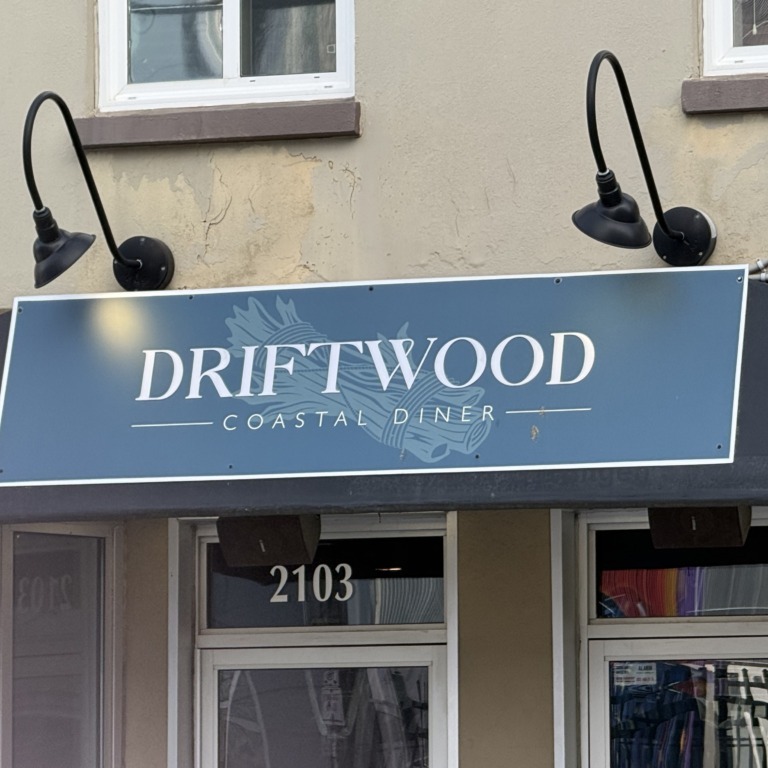 DRIFTWOOD
COASTAL DINER
2103